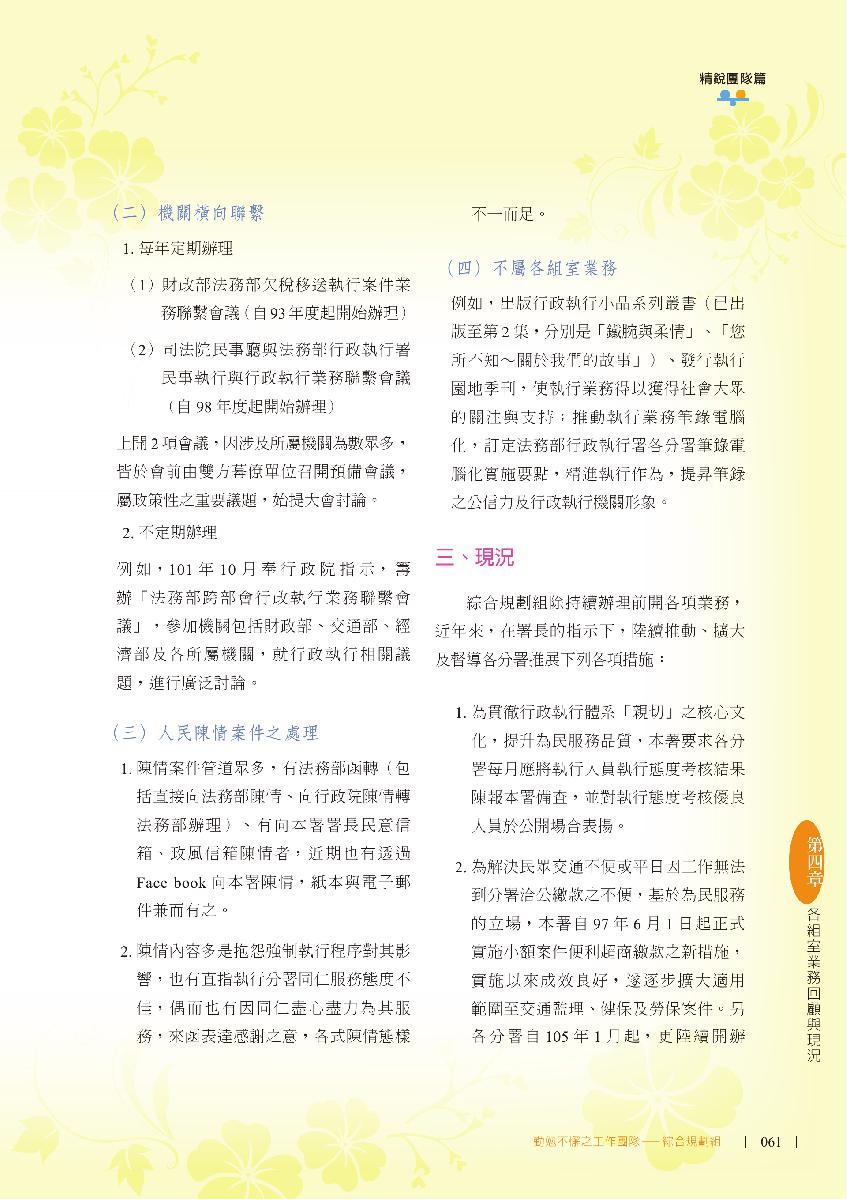 精銳團隊篇
（二）機關橫向聯繫
1. 每年定期辦理
（1）財政部法務部欠稅移送執行案件業
務聯繫會議（自 93 年度起開始辦理）
（2）司法院民事廳與法務部行政執行署
民事執行與行政執行業務聯繫會議
（自 98 年度起開始辦理）
上開 2 項會議，因涉及所屬機關為數眾多，
皆於會前由雙方幕僚單位召開預備會議，
屬政策性之重要議題，始提大會討論。
2. 不定期辦理
例如，101 年 10 月奉行政院指示，籌
辦「法務部跨部會行政執行業務聯繫會
議」，參加機關包括財政部、交通部、經
濟部及各所屬機關，就行政執行相關議
題，進行廣泛討論。
（三）人民陳情案件之處理
1. 陳情案件管道眾多，有法務部函轉（包
括直接向法務部陳情、向行政院陳情轉
法務部辦理）、有向本署署長民意信
箱、政風信箱陳情者，近期也有透過
Face book 向本署陳情，紙本與電子郵
件兼而有之。
2. 陳情內容多是抱怨強制執行程序對其影
響，也有直指執行分署同仁服務態度不
佳，偶而也有因同仁盡心盡力為其服
務，來函表達感謝之意，各式陳情態樣
不一而足。
（四）不屬各組室業務
例如，出版行政執行小品系列叢書（已出
版至第 2 集，分別是「鐵腕與柔情」、「您
所不知～關於我們的故事」）、發行執行
園地季刊，使執行業務得以獲得社會大眾
的關注與支持；推動執行業務筆錄電腦
化，訂定法務部行政執行署各分署筆錄電
腦化實施要點，精進執行作為，提昇筆錄
之公信力及行政執行機關形象。
三、現況
綜合規劃組除持續辦理前開各項業務，
近年來，在署長的指示下，陸續推動、擴大
及督導各分署推展下列各項措施：
1. 為貫徹行政執行體系「親切」之核心文
化，提升為民服務品質，本署要求各分
署每月應將執行人員執行態度考核結果
陳報本署備查，並對執行態度考核優良
人員於公開場合表揚。
2. 為解決民眾交通不便或平日因工作無法
到分署洽公繳款之不便，基於為民服務
的立場，本署自 97 年 6 月 1 日起正式
實施小額案件便利超商繳款之新措施，
實施以來成效良好，遂逐步擴大適用
範圍至交通監理、健保及勞保案件。另
各分署自 105 年 1 月起，更陸續開辦
第四章
各組室業務回顧與現況
勤勉不懈之工作團隊——綜合規劃組 | 061 |